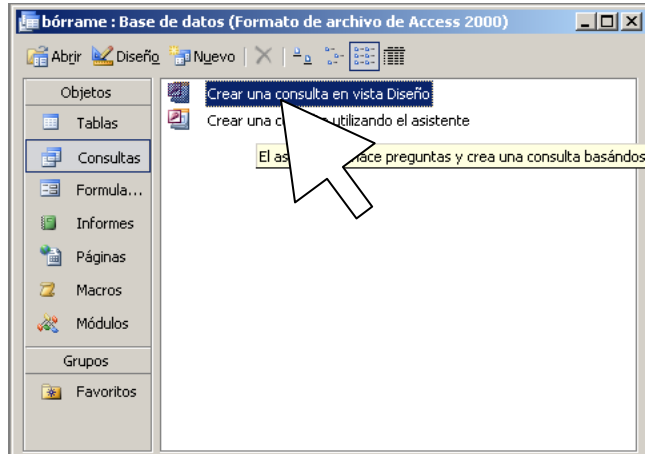 bórrame : Base de datos (Formato de archivo de Access 2000)
Abrir Diseño Nuevo
Objetos
Tablas
Consultas
Formula...
Informes
Páginas
Macros
Módulos
Grupos
Favoritos
Crear una consulta en vista Diseño
Crear una utilizando el asistente
El hace preguntas y crea una consulta basándos